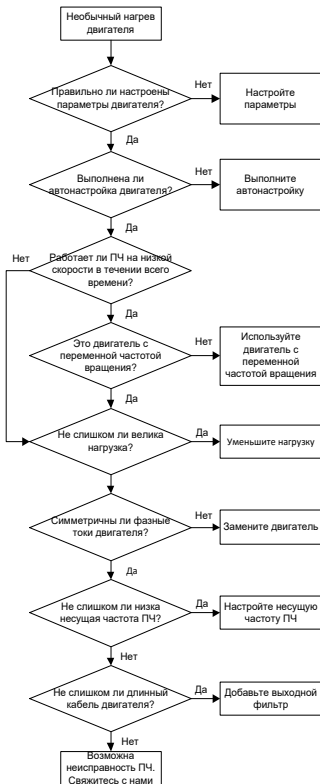 Необычный нагрев
двигателя
Правильно ли настроены
параметры двигателя?
Нет
Настройте
параметры
Да
Выполнена ли
автонастройка двигателя?
Нет
Выполните
автонастройку
Да
Нет
Работает ли ПЧ на низкой
скорости в течении всего
времени?
Да
Это двигатель с
переменной частотой
вращения?
Нет
Используйте
двигатель с
переменной
частотой вращения
Да
Не слишком ли велика
нагрузка?
Да
Уменьшите нагрузку
Симметричны ли фазные
токи двигателя?
Нет
Замените двигатель
Да
Не слишком ли низка
несущая частота ПЧ?
Да
Настройте несущую
частоту ПЧ
Нет
Не слишком ли длинный
кабель двигателя?
Да
Добавьте выходной
фильтр
Нет
Возможна
неисправность ПЧ.
Свяжитесь с нами